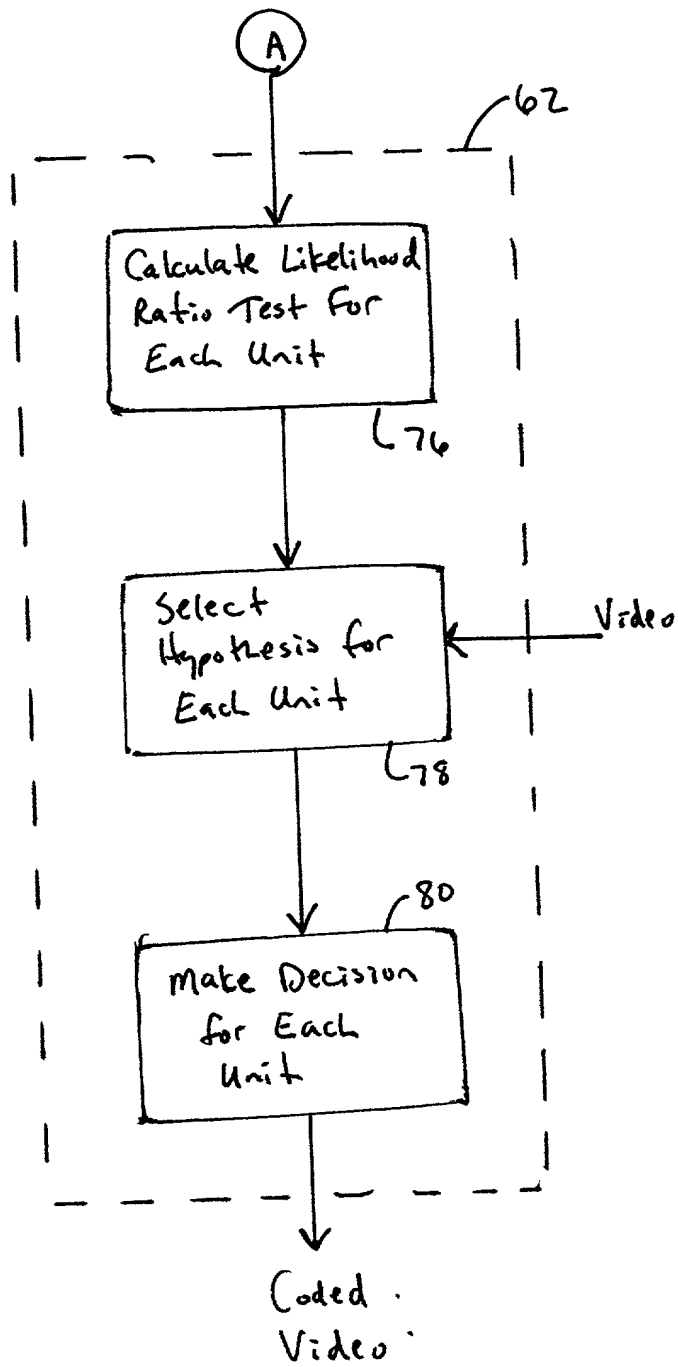 A
62
Calculate Likelihood
Ratio Test For
Each Unit
76
Select
Hypothesis for
Each Unit
Video
78
80
Make Decision
for Each
Unit
Coded
Video